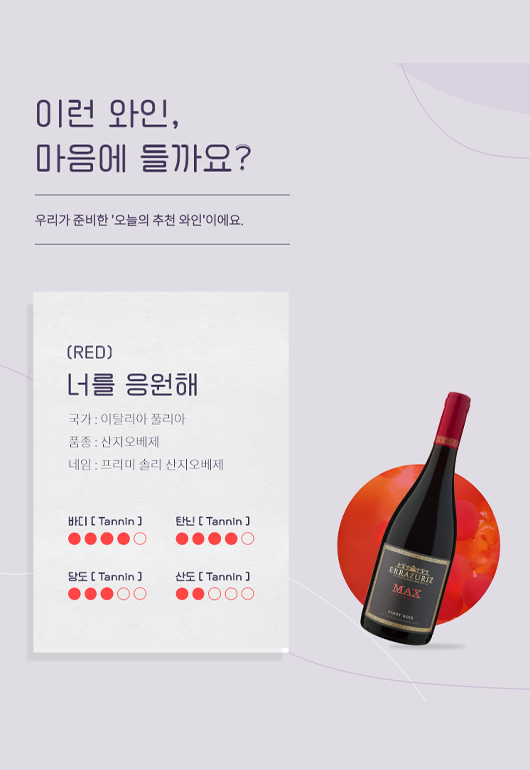 이런 와인,
마음에 들까요?
우리가 준비한 '오늘의 추천 와인'이에요.
(RED)
너를 응원해
국가 : 이탈리아 풀리아
품종 : 산지오베제
네임 : 프리미 솔리 산지오베제
바디 [ Tannin ]
탄닌 [ Tannin ]
당도 [ Tannin ]
산도 [ Tannin ]
ERRAZURIZ
MAX
PINOT NOIR